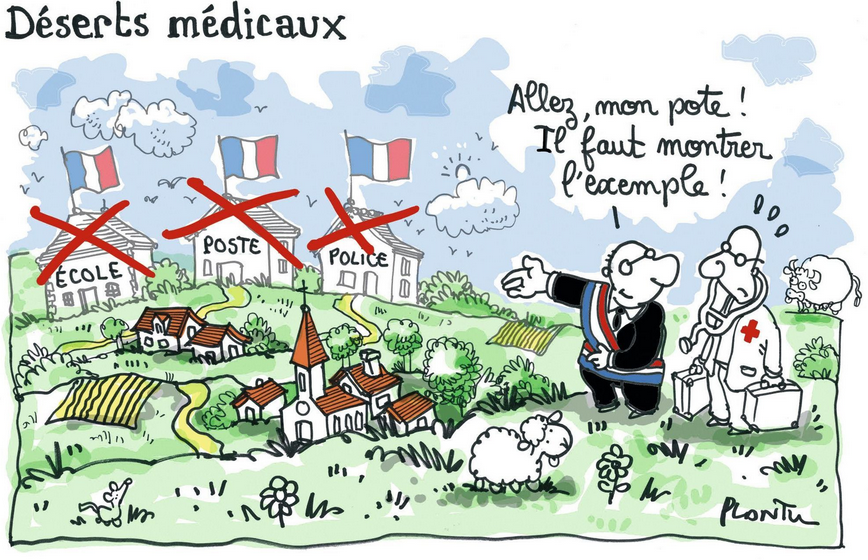 Déserts médicaux
Allez, mon pote !
Il faut montrer
l'exemple !
ÉCOLE
POSTE
POLICE
PLANTU